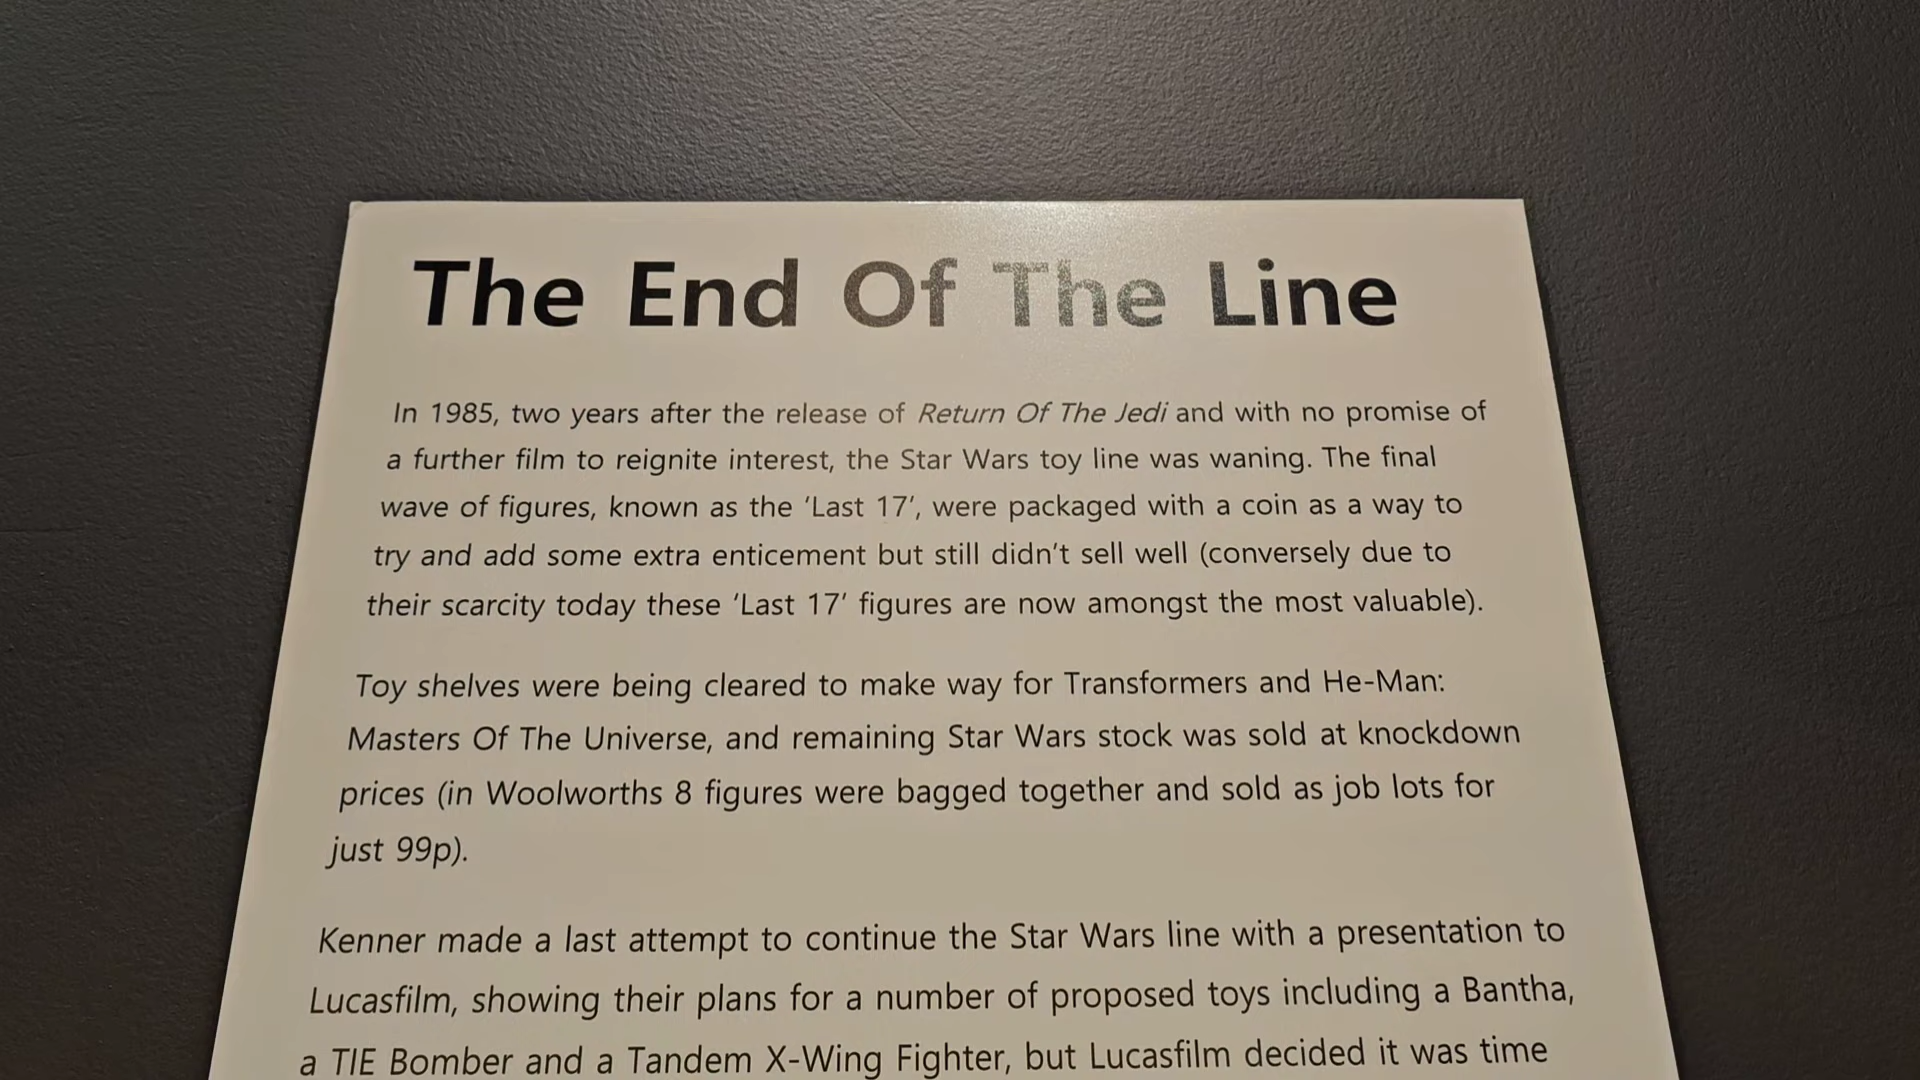 The End Of The Line
In 1985, two years after the release of Return Of The Jedi and with no promise of
a further film to reignite interest, the Star Wars toy line was waning. The final
wave of figures, known as the ‘Last 17’, were packaged with a coin as a way to
try and add some extra enticement but still didn’t sell well (conversely due to
their scarcity today these ‘Last 17’ figures are now amongst the most valuable).
Toy shelves were being cleared to make way for Transformers and He-Man:
Masters Of The Universe, and remaining Star Wars stock was sold at knockdown
prices (in Woolworths 8 figures were bagged together and sold as job lots for
just 99p).
Kenner made a last attempt to continue the Star Wars line with a presentation to
Lucasfilm, showing their plans for a number of proposed toys including a Bantha,
a TIE Bomber and a Tandem X-Wing Fighter, but Lucasfilm decided it was time